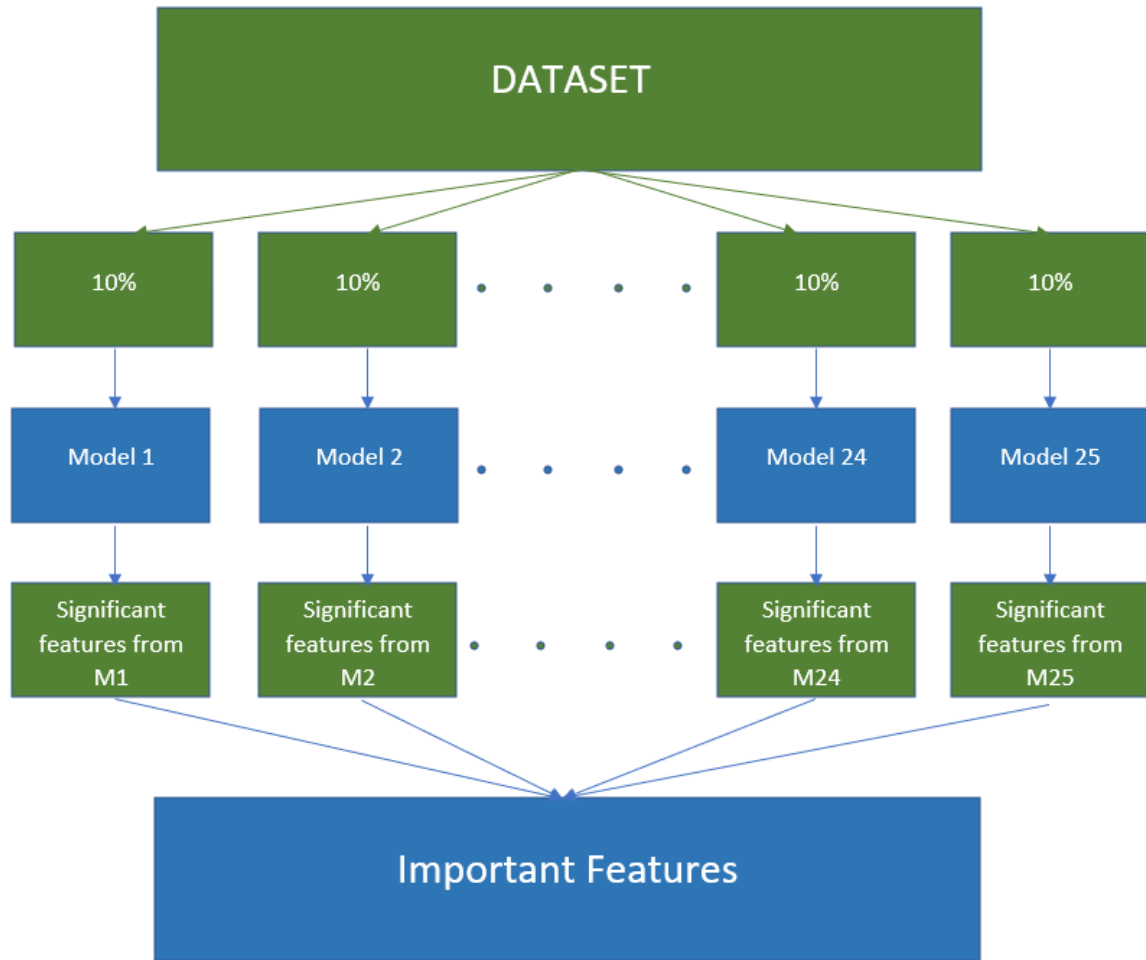 DATASET
10%
10%
10%
10%
Model 1
Model 2
Model 24
Model 25
Significant
features from
M1
Significant
features from
M2
Significant
features from
M24
Significant
features from
M25
Important Features